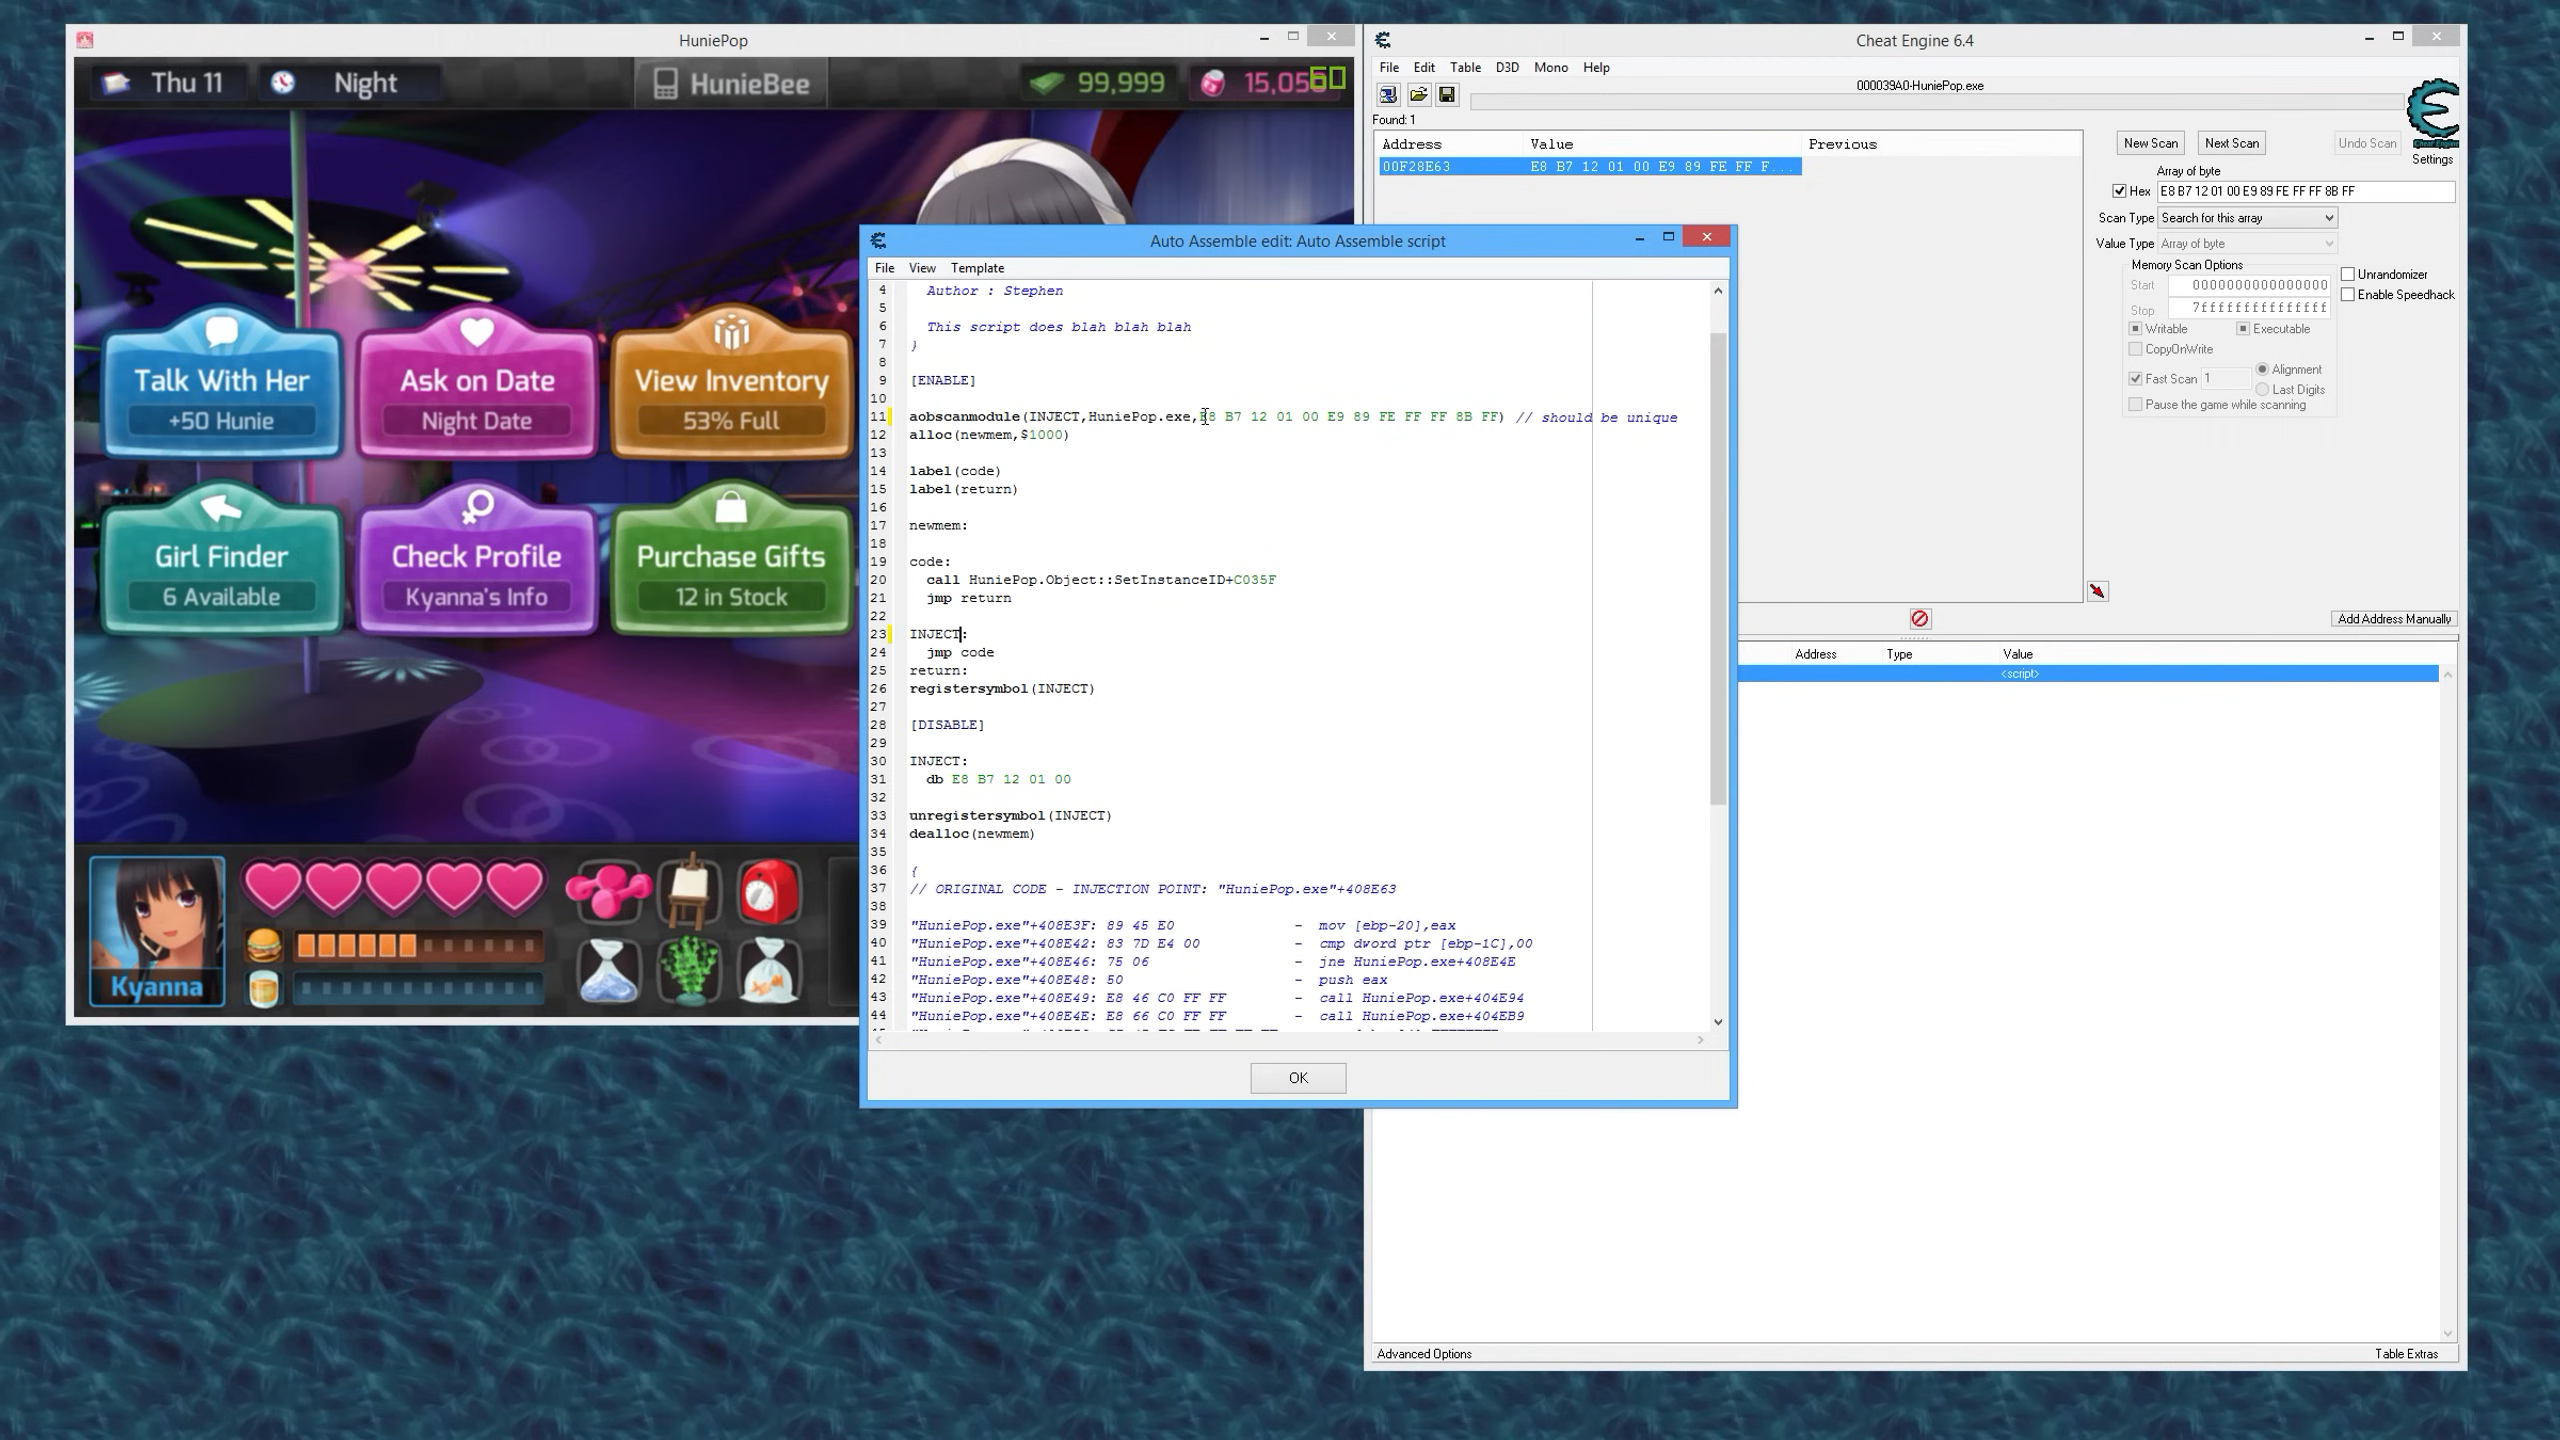 HuniePop
Thu 11
Night
HunieBee
99,999
15,05
60
Talk With Her
+50 Hunie
Ask on Date
Night Date
View Inventory
53% Full
Girl Finder
6 Available
Check Profile
Kyanna's Info
Purchase Gifts
12 in Stock
Kyanna
Cheat Engine 6.4
File Edit Table D3D Mono Help
000039A0-HuniePop.exe
Found: 1
Address Value Previous
00F28E63 E8 B7 12 01 00 E9 89 FE FF F...
New Scan Next Scan Undo Scan
Cheat Engine
Settings
Array of byte
Hex E8 B7 12 01 00 E9 89 FE FF FF 8B FF
Scan Type Search for this array
Value Type Array of byte
Memory Scan Options
Start 0000000000000000
Stop 7fffffffffffffff
Writable Executable
CopyOnWrite
Fast Scan 1 Alignment
Last Digits
Pause the game while scanning
Unrandomizer
Enable Speedhack
Add Address Manually
Address Type Value
<script>
Advanced Options Table Extras
Auto Assemble edit: Auto Assemble script
File View Template
4 Author : Stephen
5
6 This script does blah blah blah
7 }
8
9 [ENABLE]
10
11 aobscanmodule(INJECT,HuniePop.exe,E8 B7 12 01 00 E9 89 FE FF FF 8B FF) // should be unique
12 alloc(newmem,$1000)
13
14 label(code)
15 label(return)
16
17 newmem:
18
19 code:
20 call HuniePop.Object::SetInstanceID+C035F
21 jmp return
22
23 INJECT:
24 jmp code
25 return:
26 registersymbol(INJECT)
27
28 [DISABLE]
29
30 INJECT:
31 db E8 B7 12 01 00
32
33 unregistersymbol(INJECT)
34 dealloc(newmem)
35
36 {
37 // ORIGINAL CODE - INJECTION POINT: "HuniePop.exe"+408E63
38
39 "HuniePop.exe"+408E3F: 89 45 E0 - mov [ebp-20],eax
40 "HuniePop.exe"+408E42: 83 7D E4 00 - cmp dword ptr [ebp-1C],00
41 "HuniePop.exe"+408E46: 75 06 - jne HuniePop.exe+408E4E
42 "HuniePop.exe"+408E48: 50 - push eax
43 "HuniePop.exe"+408E49: E8 46 C0 FF FF - call HuniePop.exe+404E94
44 "HuniePop.exe"+408E4E: E8 66 C0 FF FF - call HuniePop.exe+404EB9
OK